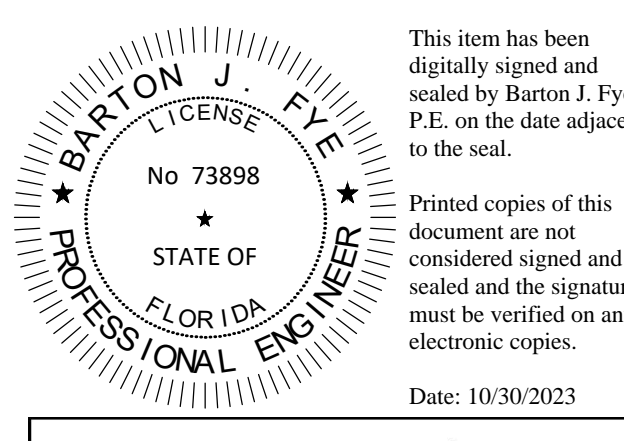 BARTON J. FYE
LICENSE
No 73898
STATE OF
FLORIDA
PROFESSIONAL ENGINEER
This item has been
digitally signed and
sealed by Barton J. Fye
P.E. on the date adjace
to the seal.
Printed copies of this
document are not
considered signed and
sealed and the signatur
must be verified on an
electronic copies.
Date: 10/30/2023